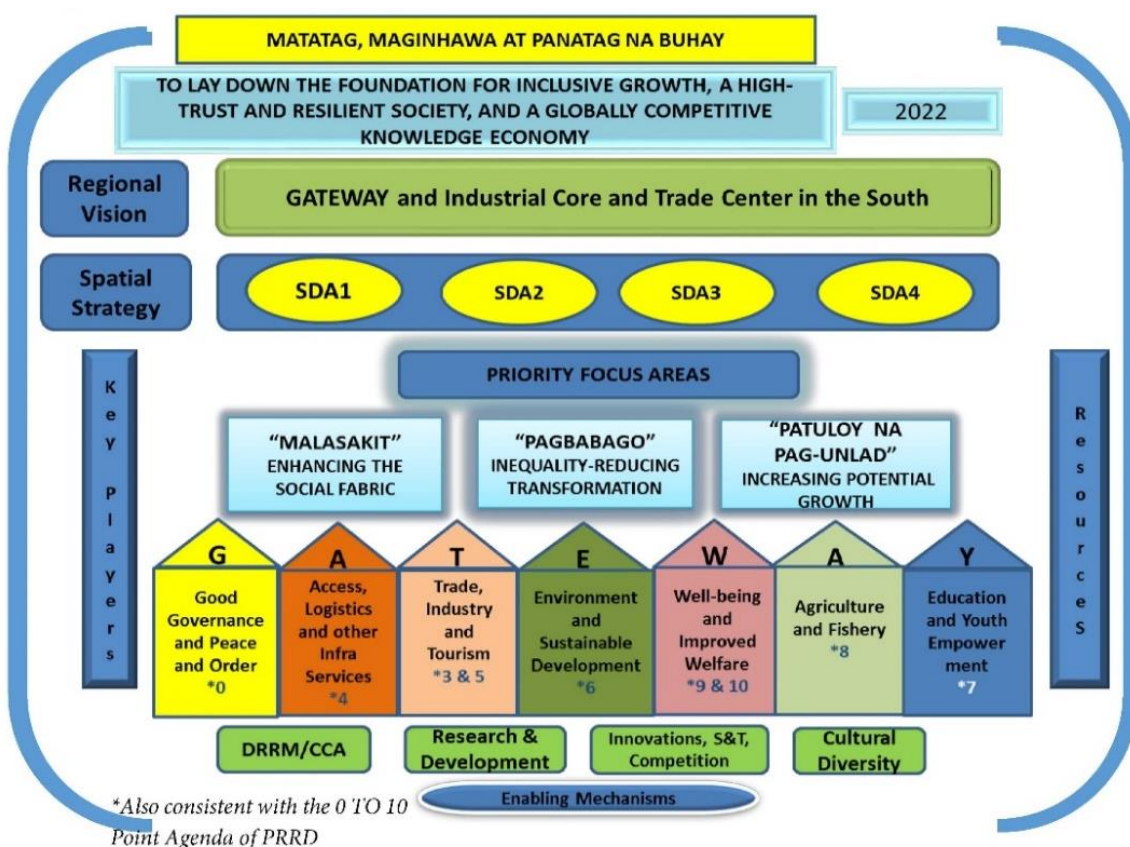 MATATAG, MAGINHAWA AT PANATAG NA BUHAY
TO LAY DOWN THE FOUNDATION FOR INCLUSIVE GROWTH, A HIGH-
TRUST AND RESILIENT SOCIETY, AND A GLOBALLY COMPETITIVE
KNOWLEDGE ECONOMY
2022
Regional
Vision
GATEWAY and Industrial Core and Trade Center in the South
Spatial
Strategy
SDA1
SDA2
SDA3
SDA4
Key Players
PRIORITY FOCUS AREAS
ResourceS
"MALASAKIT"
ENHANCING THE
SOCIAL FABRIC
"PAGBABAGO"
INEQUALITY-REDUCING
TRANSFORMATION
"PATULOY NA
PAG-UNLAD"
INCREASING POTENTIAL
GROWTH
G
Good
Governance
and Peace
and Order
*0
A
Access,
Logistics
and other
Infra
Services
*4
T
Trade,
Industry
and
Tourism
*3 & 5
E
Environment
and
Sustainable
Development
*6
W
Well-being
and
Improved
Welfare
*9 & 10
A
Agriculture
and Fishery
*8
Y
Education
and Youth
Empower
ment
*7
DRRM/CCA
Research &
Development
Innovations, S&T,
Competition
Cultural
Diversity
Enabling Mechanisms
*Also consistent with the 0 TO 10
Point Agenda of PRRD